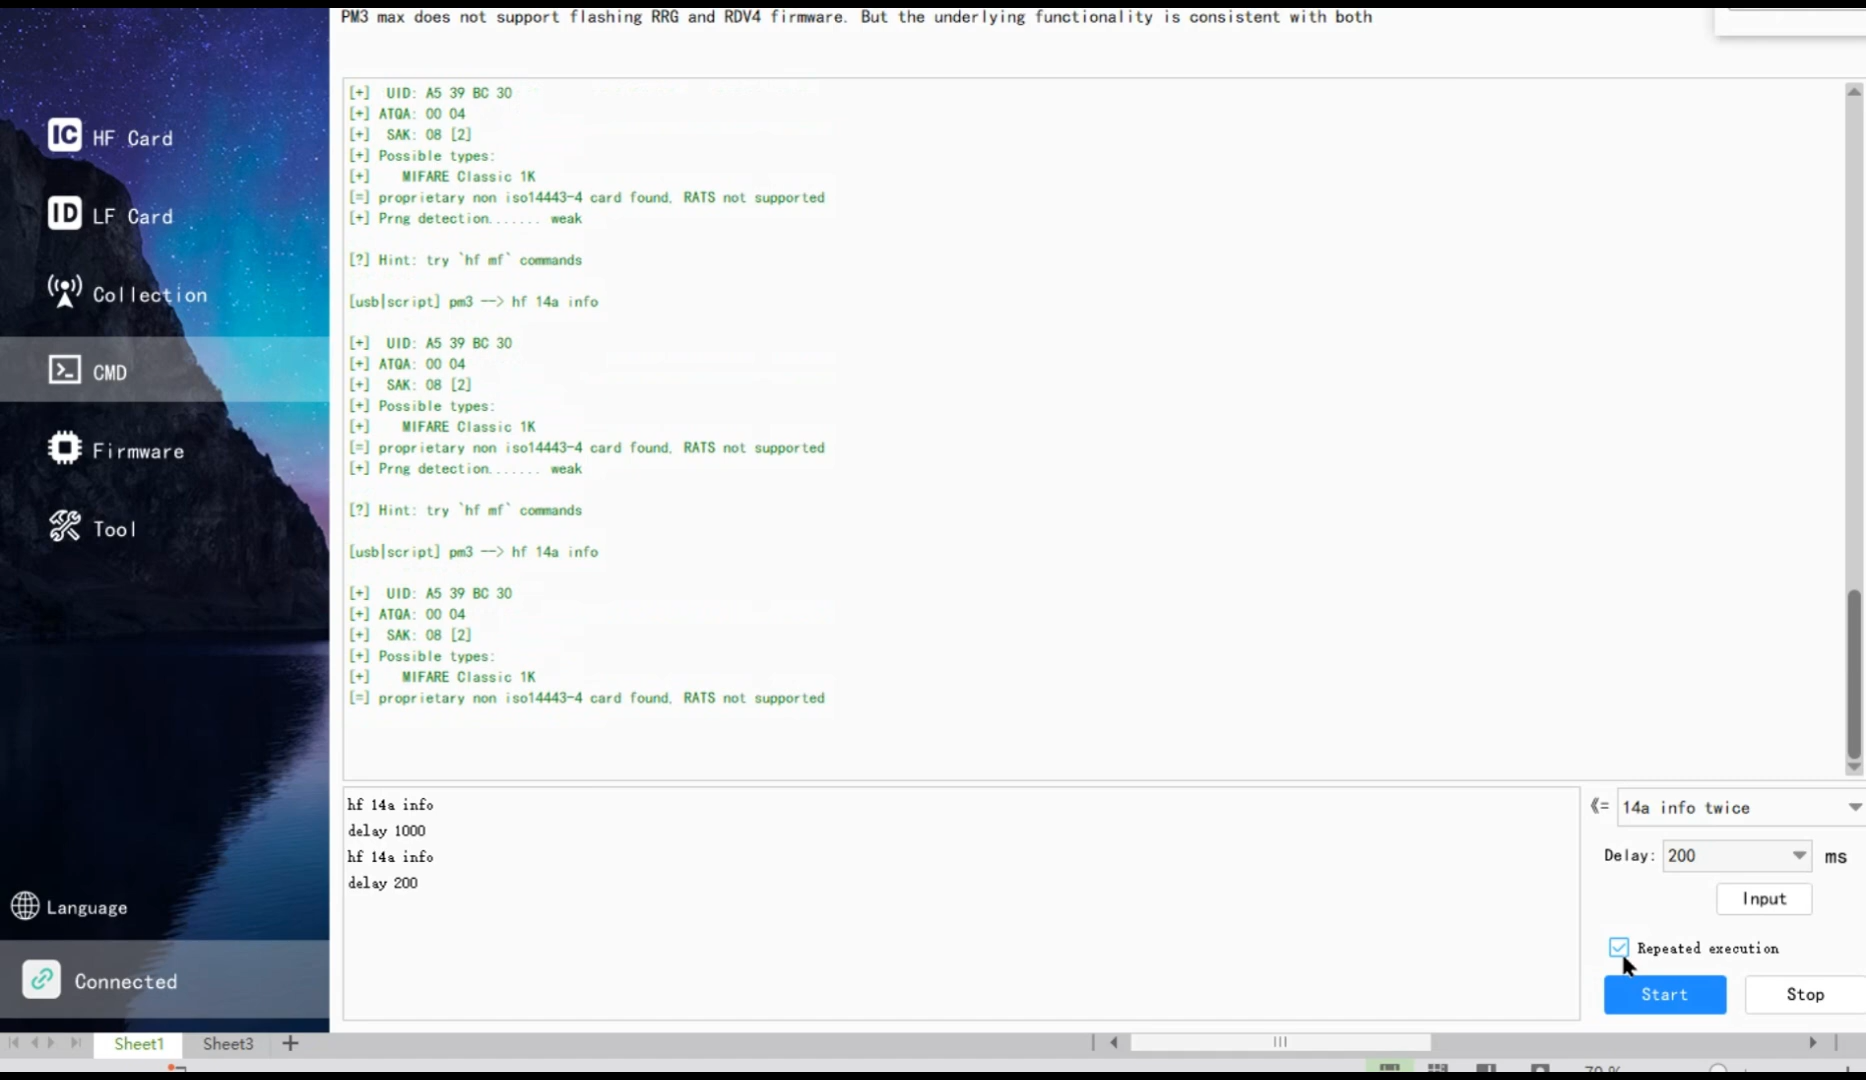 PM3 max does not support flashing RRG and RDV4 firmware. But the underlying functionality is consistent with both
IC HF Card
ID LF Card
Collection
CMD
Firmware
Tool
Language
Connected
[+] UID: A5 39 BC 30
[+] ATQA: 00 04
[+] SAK: 08 [2]
[+] Possible types:
[+] MIFARE Classic 1K
[=] proprietary non iso14443-4 card found, RATS not supported
[+] Prng detection....... weak
[?] Hint: try `hf mf` commands
[usb|script] pm3 --> hf 14a info
[+] UID: A5 39 BC 30
[+] ATQA: 00 04
[+] SAK: 08 [2]
[+] Possible types:
[+] MIFARE Classic 1K
[=] proprietary non iso14443-4 card found, RATS not supported
[+] Prng detection....... weak
[?] Hint: try `hf mf` commands
[usb|script] pm3 --> hf 14a info
[+] UID: A5 39 BC 30
[+] ATQA: 00 04
[+] SAK: 08 [2]
[+] Possible types:
[+] MIFARE Classic 1K
[=] proprietary non iso14443-4 card found, RATS not supported
hf 14a info
delay 1000
hf 14a info
delay 200
《= 14a info twice
Delay: 200 ms
Input
Repeated execution
Start Stop
Sheet1 Sheet3 +